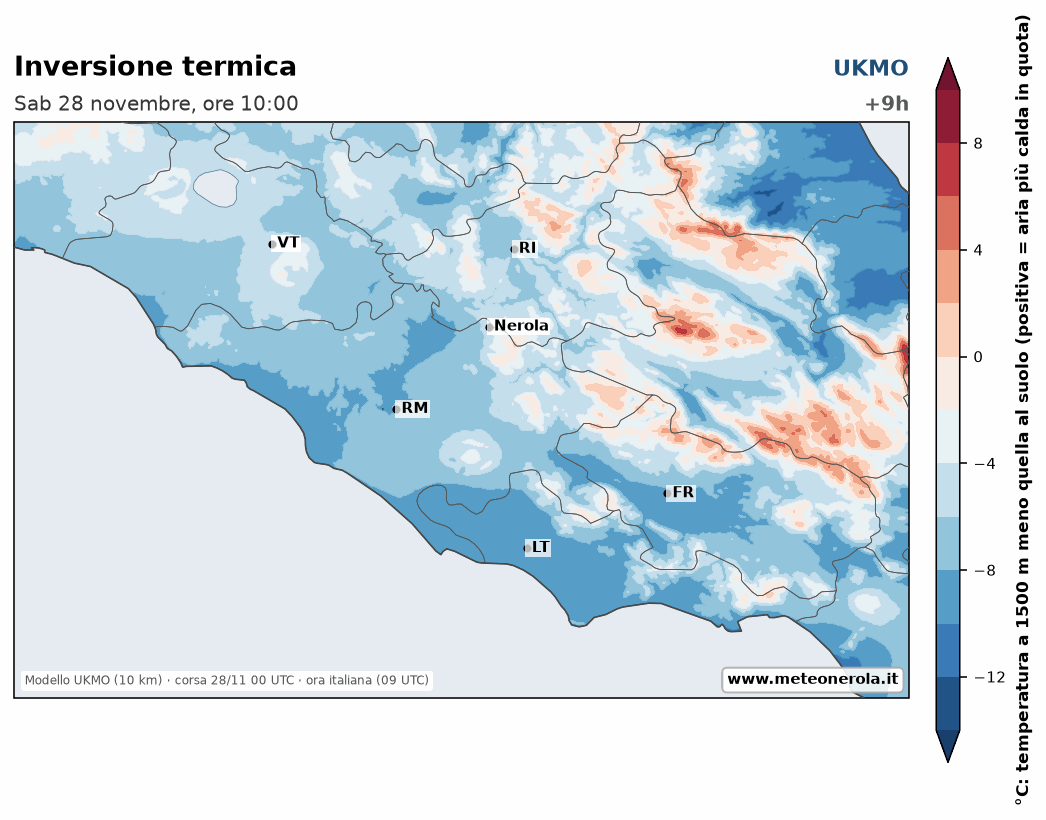 Inversione termica
UKMO
Sab 28 novembre, ore 10:00
+9h
VT
RI
Nerola
RM
FR
LT
Modello UKMO (10 km) · corsa 28/11 00 UTC · ora italiana (09 UTC)
www.meteonerola.it
8
4
0
−4
−8
−12
°C: temperatura a 1500 m meno quella al suolo (positiva = aria più calda in quota)